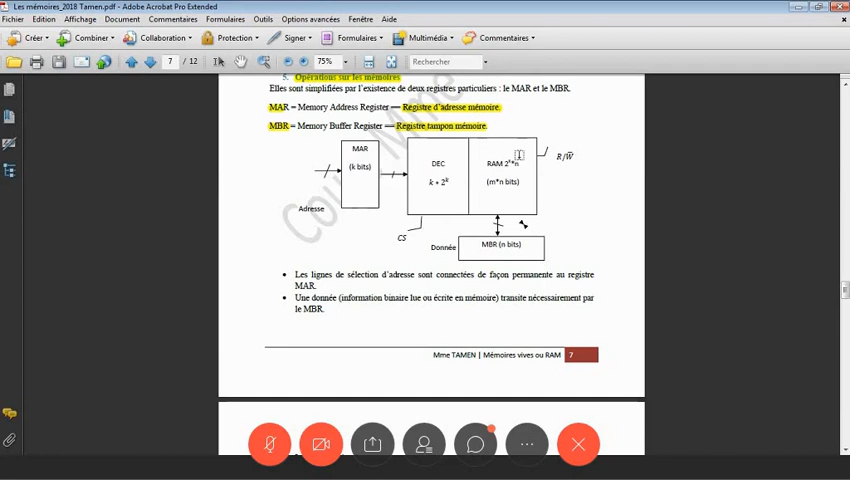 Les mémoires_2018 Tamen.pdf - Adobe Acrobat Pro Extended
Fichier Edition Affichage Document Commentaires Formulaires Outils Options avancées Fenêtre Aide
Créer Combiner Collaboration Protection Signer Formulaires Multimédia Commentaires
7 / 12 75% Rechercher
5. Opérations sur les mémoires
Elles sont simplifiées par l'existence de deux registres particuliers : le MAR et le MBR.
MAR = Memory Address Register — Registre d'adresse mémoire.
MBR = Memory Buffer Register — Registre tampon mémoire.
MAR
(k bits)
DEC
k * 2^k
RAM 2^k*n
(m*n bits)
R/W̅
Adresse
CS
Donnée
MBR (n bits)
• Les lignes de sélection d'adresse sont connectées de façon permanente au registre
MAR.
• Une donnée (information binaire lue ou écrite en mémoire) transite nécessairement par
le MBR.
Mme TAMEN | Mémoires vives ou RAM 7